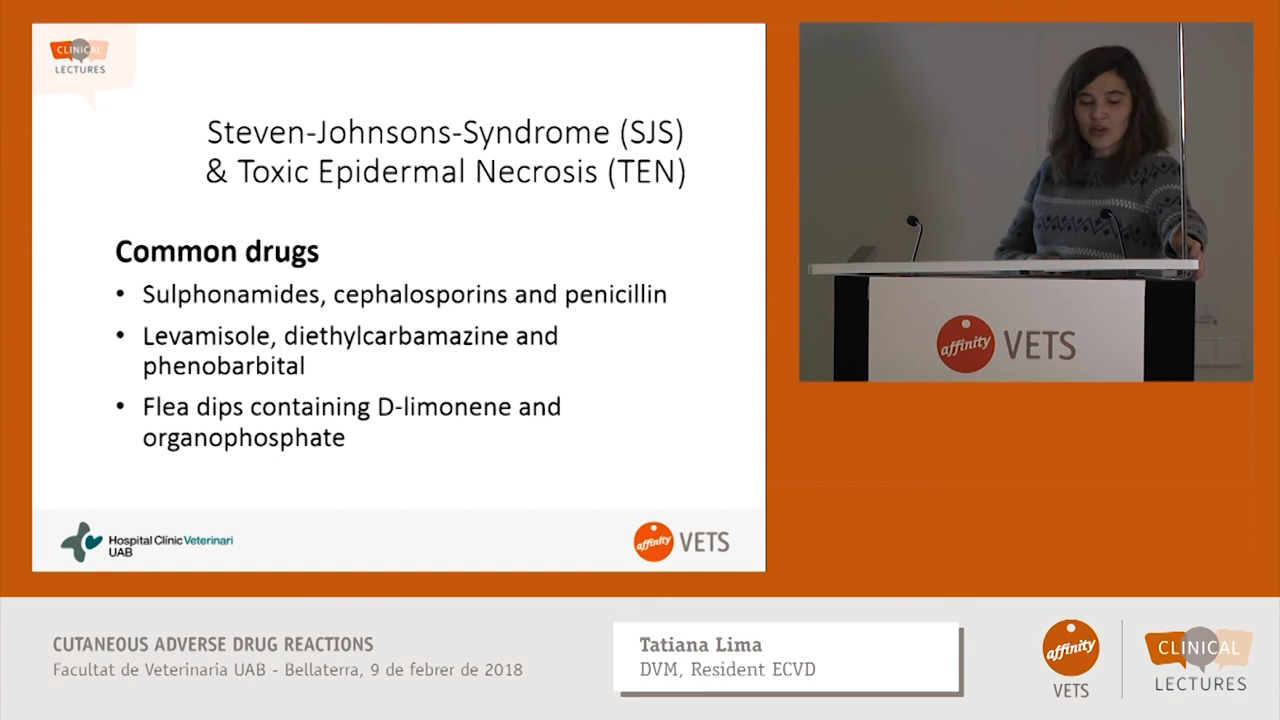 CLINICAL
LECTURES
Steven-Johnsons-Syndrome (SJS)
& Toxic Epidermal Necrosis (TEN)
Common drugs
• Sulphonamides, cephalosporins and penicillin
• Levamisole, diethylcarbamazine and
phenobarbital
• Flea dips containing D-limonene and
organophosphate
Hospital Clínic Veterinari
UAB
affinity VETS
affinity VETS
CUTANEOUS ADVERSE DRUG REACTIONS
Facultat de Veterinaria UAB - Bellaterra, 9 de febrer de 2018
Tatiana Lima
DVM, Resident ECVD
affinity
VETS
CLINICAL
LECTURES